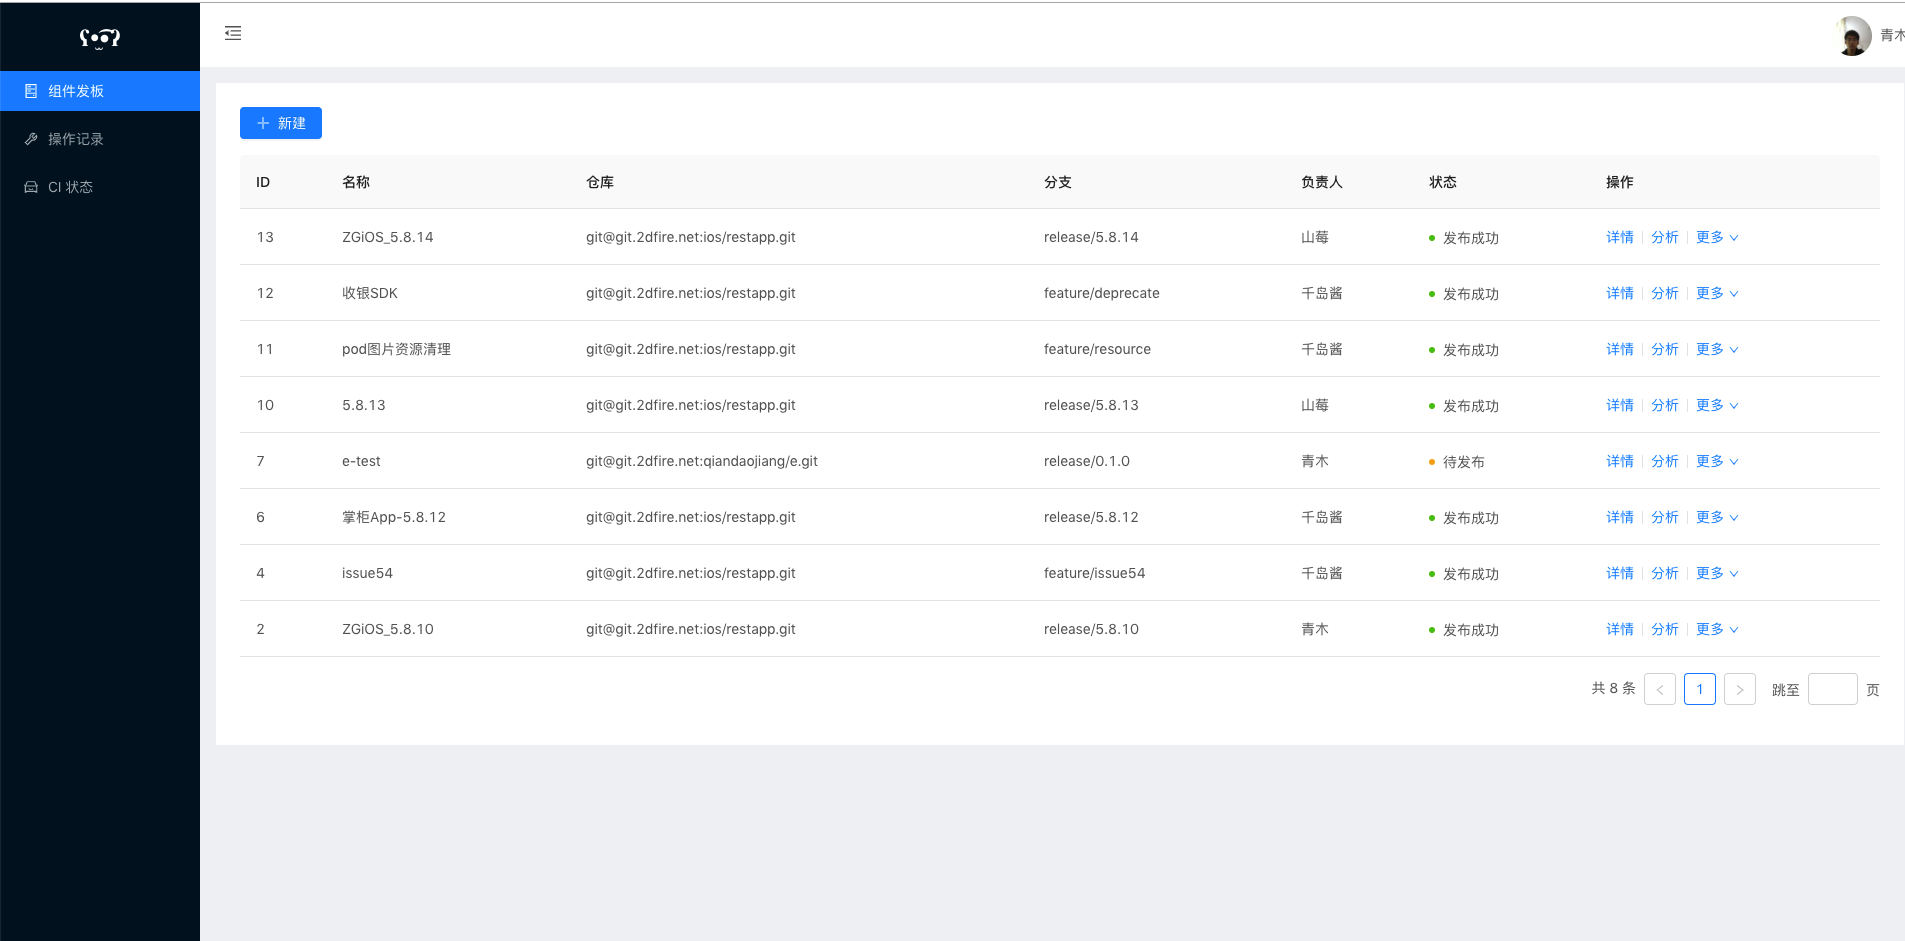 青木
组件发板
操作记录
CI 状态
新建
ID 名称 仓库 分支 负责人 状态 操作
13 ZGiOS_5.8.14 git@git.2dfire.net:ios/restapp.git release/5.8.14 山莓 发布成功 详情 分析 更多
12 收银SDK git@git.2dfire.net:ios/restapp.git feature/deprecate 千岛酱 发布成功 详情 分析 更多
11 pod图片资源清理 git@git.2dfire.net:ios/restapp.git feature/resource 千岛酱 发布成功 详情 分析 更多
10 5.8.13 git@git.2dfire.net:ios/restapp.git release/5.8.13 山莓 发布成功 详情 分析 更多
7 e-test git@git.2dfire.net:qiandaojiang/e.git release/0.1.0 青木 待发布 详情 分析 更多
6 掌柜App-5.8.12 git@git.2dfire.net:ios/restapp.git release/5.8.12 千岛酱 发布成功 详情 分析 更多
4 issue54 git@git.2dfire.net:ios/restapp.git feature/issue54 千岛酱 发布成功 详情 分析 更多
2 ZGiOS_5.8.10 git@git.2dfire.net:ios/restapp.git release/5.8.10 青木 发布成功 详情 分析 更多
共 8 条 < 1 > 跳至 页